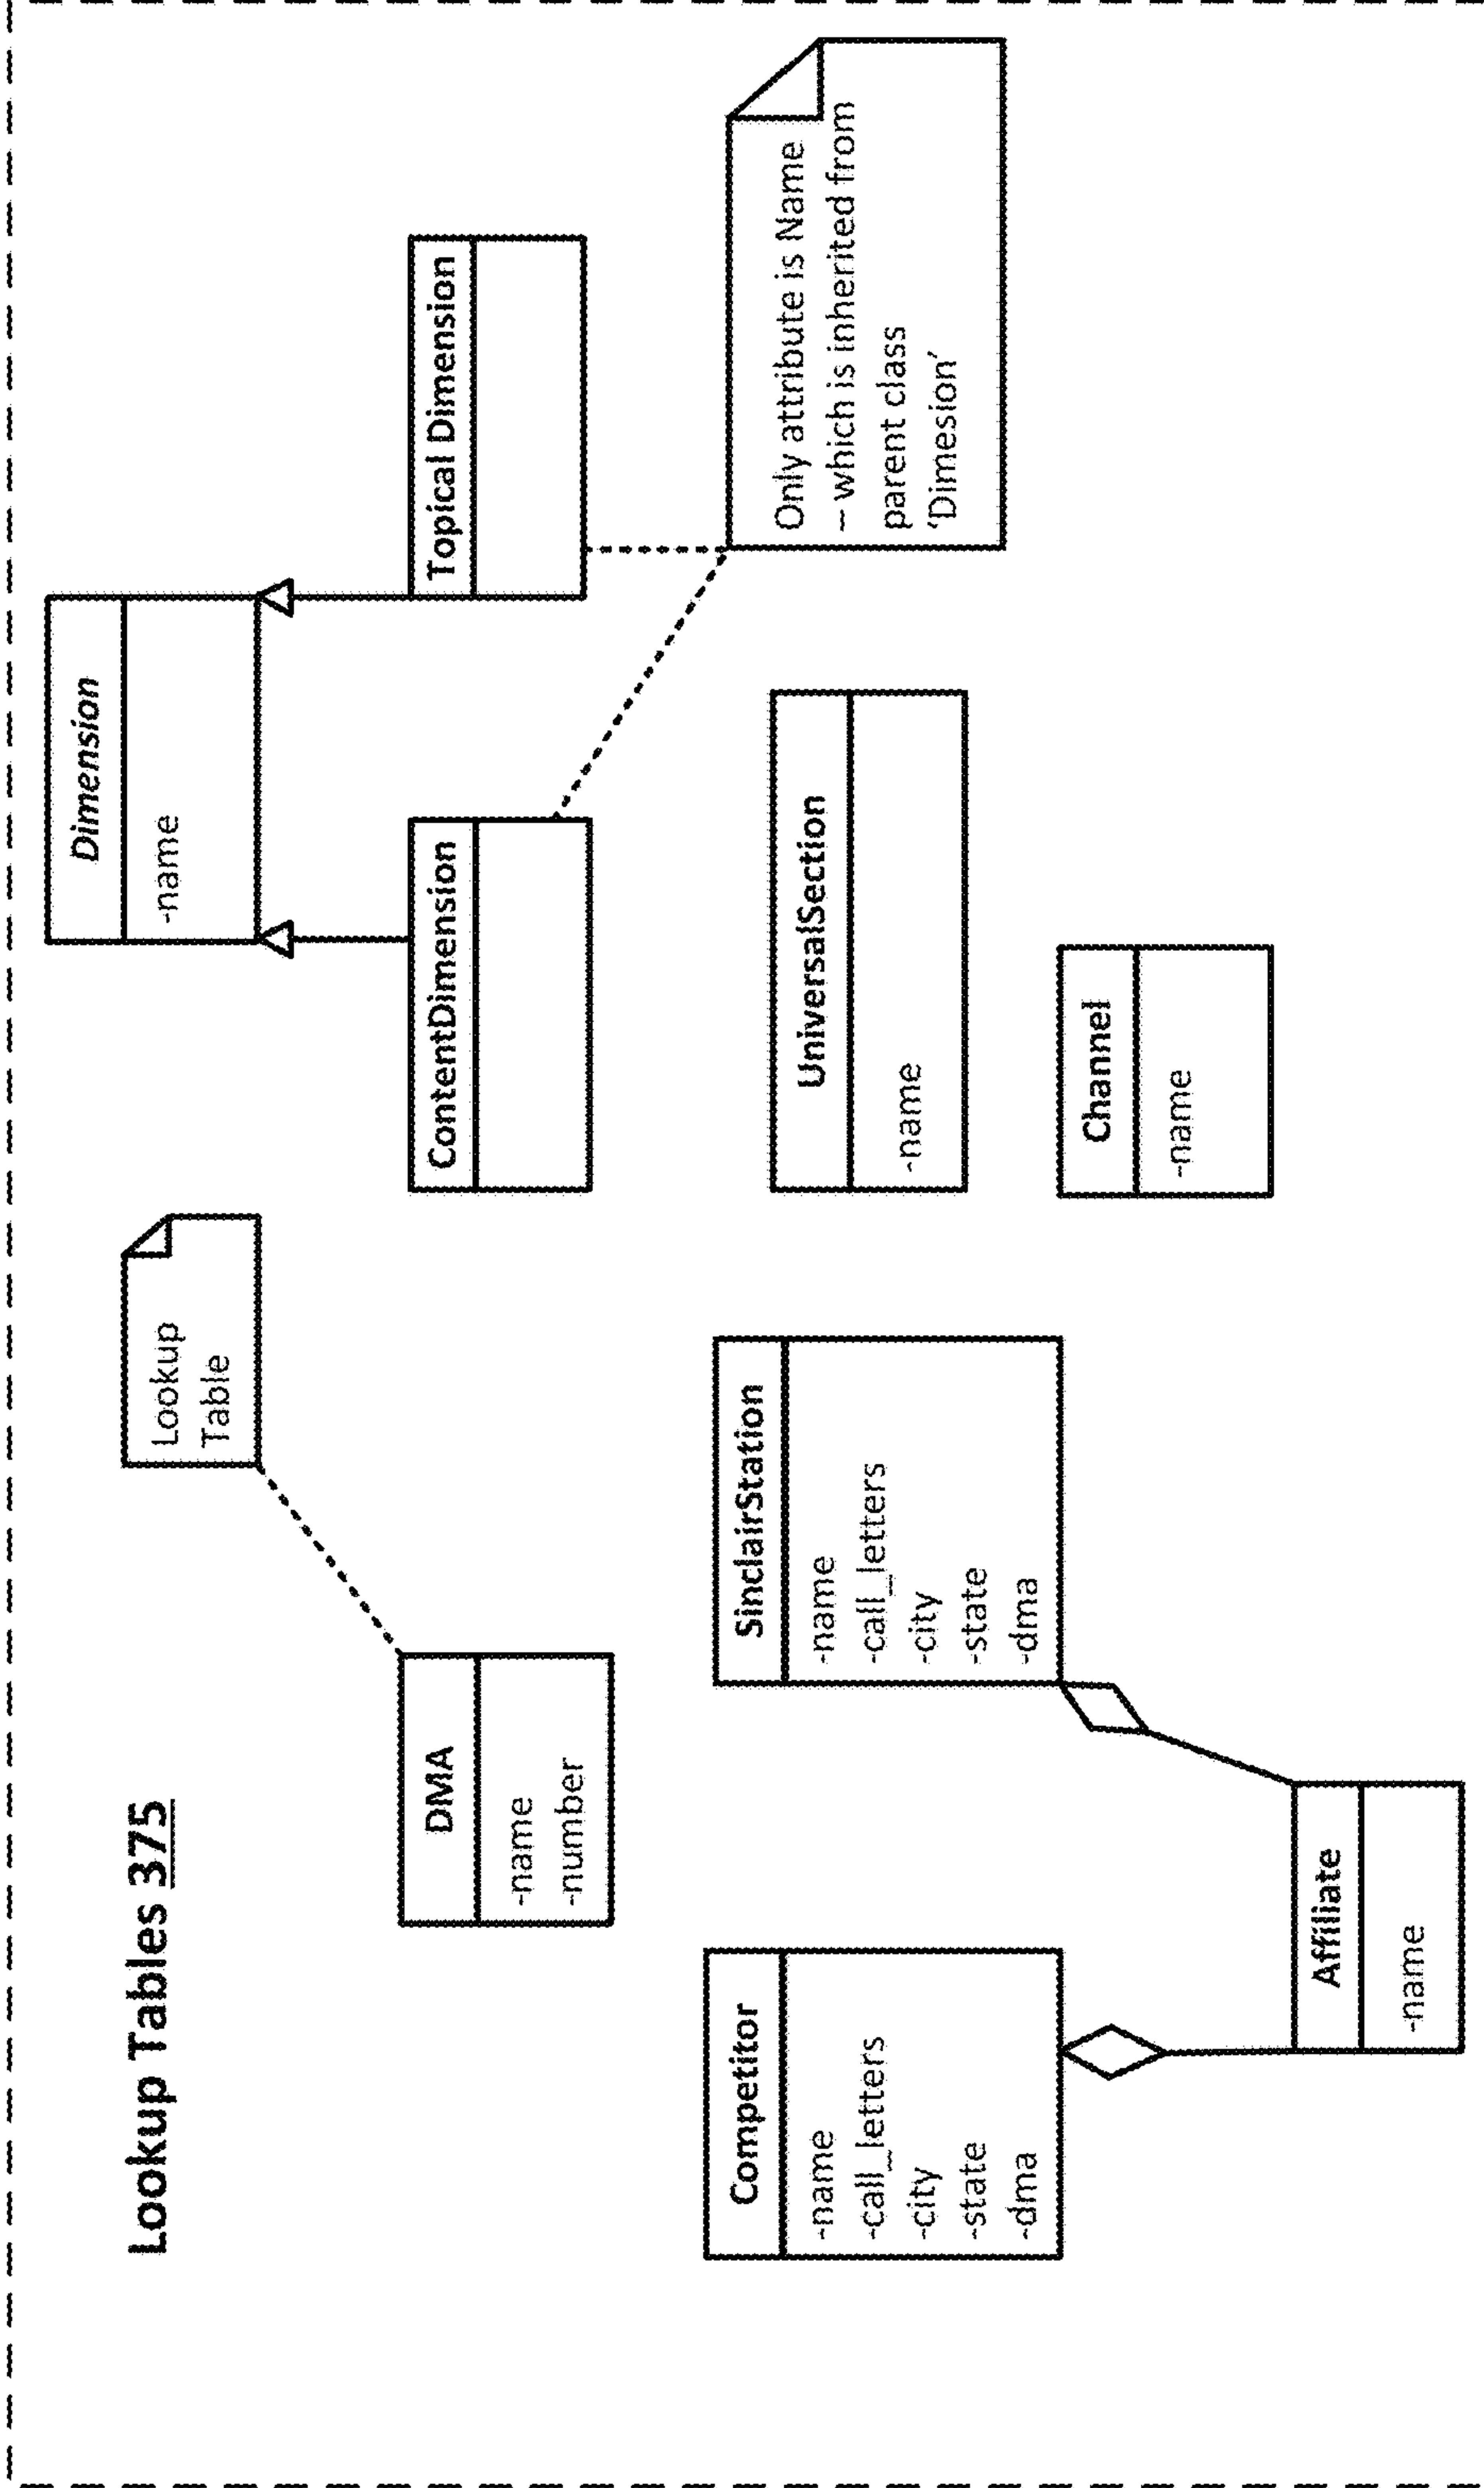 Lookup Tables 375
Lookup
Table
Dimension
-name
DMA
-name
-number
ContentDimension
Topical Dimension
Competitor
-name
-call_letters
-city
-state
-dma
SinclairStation
-name
-call_letters
-city
-state
-dma
UniversalSection
-name
Only attribute is Name
– which is inherited from
parent class
‘Dimesion’
Affiliate
-name
Channel
-name